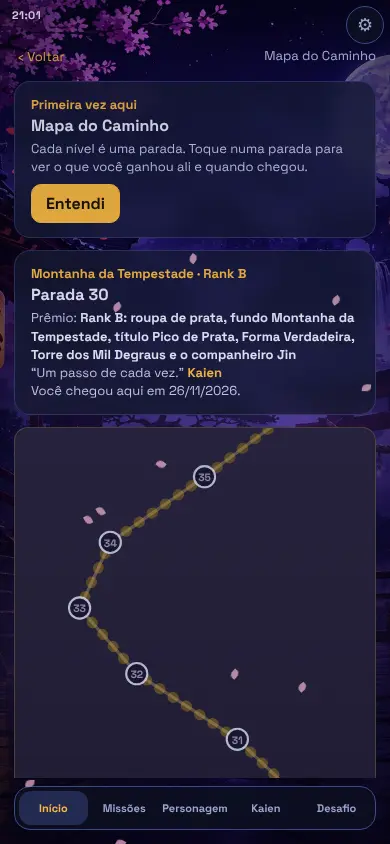 21:01
‹ Voltar
Mapa do Caminho
Primeira vez aqui
Mapa do Caminho
Cada nível é uma parada. Toque numa parada para
ver o que você ganhou ali e quando chegou.
Entendi
Montanha da Tempestade · Rank B
Parada 30
Prêmio: Rank B: roupa de prata, fundo Montanha da
Tempestade, título Pico de Prata, Forma Verdadeira,
Torre dos Mil Degraus e o companheiro Jin
“Um passo de cada vez.” Kaien
Você chegou aqui em 26/11/2026.
35
34
33
32
31
Início
Missões
Personagem
Kaien
Desafio